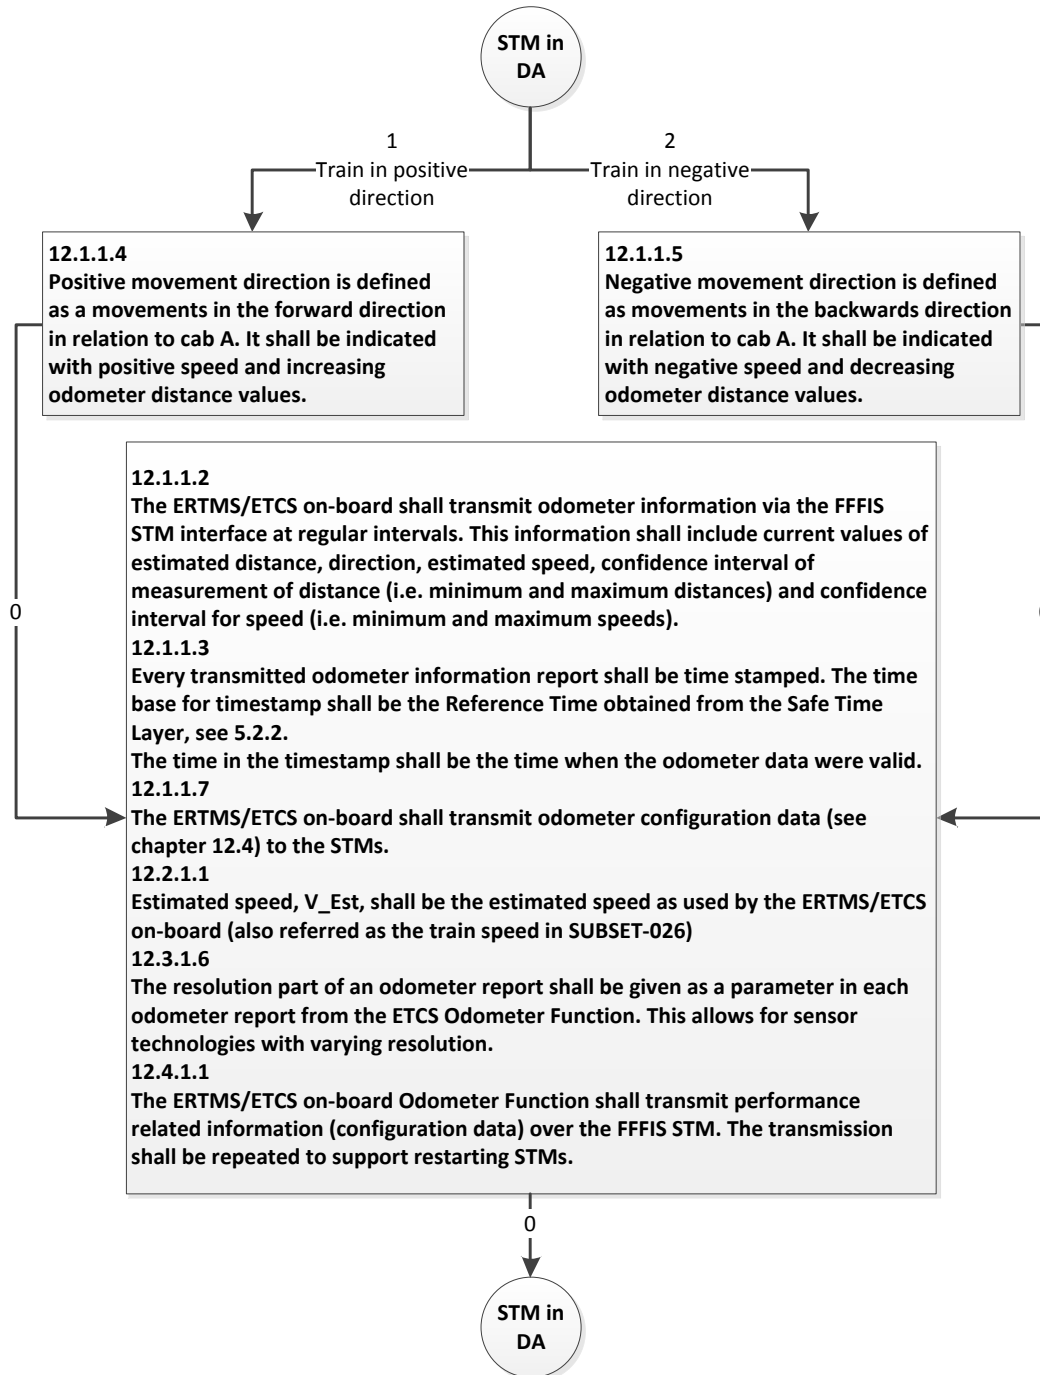 STM in
DA
1
Train in positive
direction
2
Train in negative
direction
12.1.1.4
Positive movement direction is defined
as a movements in the forward direction
in relation to cab A. It shall be indicated
with positive speed and increasing
odometer distance values.
12.1.1.5
Negative movement direction is defined
as movements in the backwards direction
in relation to cab A. It shall be indicated
with negative speed and decreasing
odometer distance values.
0
12.1.1.2
The ERTMS/ETCS on-board shall transmit odometer information via the FFFIS
STM interface at regular intervals. This information shall include current values of
estimated distance, direction, estimated speed, confidence interval of
measurement of distance (i.e. minimum and maximum distances) and confidence
interval for speed (i.e. minimum and maximum speeds).
12.1.1.3
Every transmitted odometer information report shall be time stamped. The time
base for timestamp shall be the Reference Time obtained from the Safe Time
Layer, see 5.2.2.
The time in the timestamp shall be the time when the odometer data were valid.
12.1.1.7
The ERTMS/ETCS on-board shall transmit odometer configuration data (see
chapter 12.4) to the STMs.
12.2.1.1
Estimated speed, V_Est, shall be the estimated speed as used by the ERTMS/ETCS
on-board (also referred as the train speed in SUBSET-026)
12.3.1.6
The resolution part of an odometer report shall be given as a parameter in each
odometer report from the ETCS Odometer Function. This allows for sensor
technologies with varying resolution.
12.4.1.1
The ERTMS/ETCS on-board Odometer Function shall transmit performance
related information (configuration data) over the FFFIS STM. The transmission
shall be repeated to support restarting STMs.
0
STM in
DA